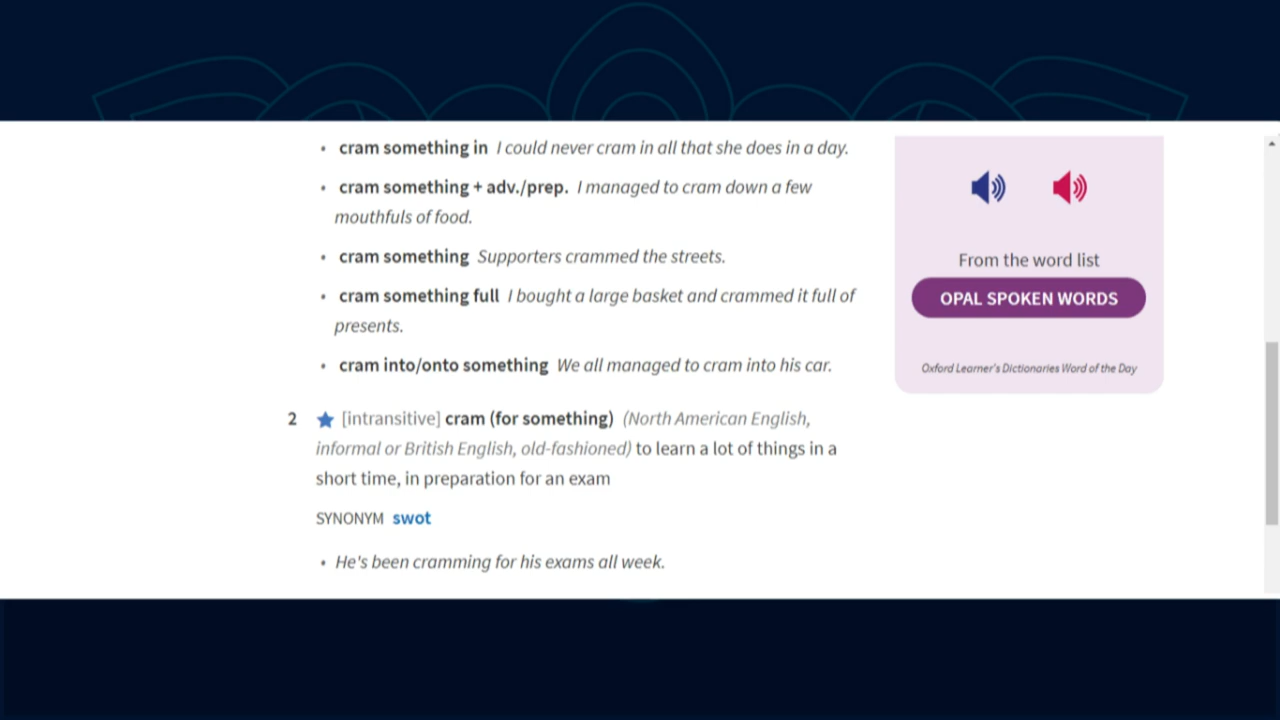 • cram something in I could never cram in all that she does in a day.
• cram something + adv./prep. I managed to cram down a few
mouthfuls of food.
• cram something Supporters crammed the streets.
• cram something full I bought a large basket and crammed it full of
presents.
• cram into/onto something We all managed to cram into his car.
2 ★ [intransitive] cram (for something) (North American English,
informal or British English, old-fashioned) to learn a lot of things in a
short time, in preparation for an exam
SYNONYM swot
• He's been cramming for his exams all week.
From the word list
OPAL SPOKEN WORDS
Oxford Learner's Dictionaries Word of the Day